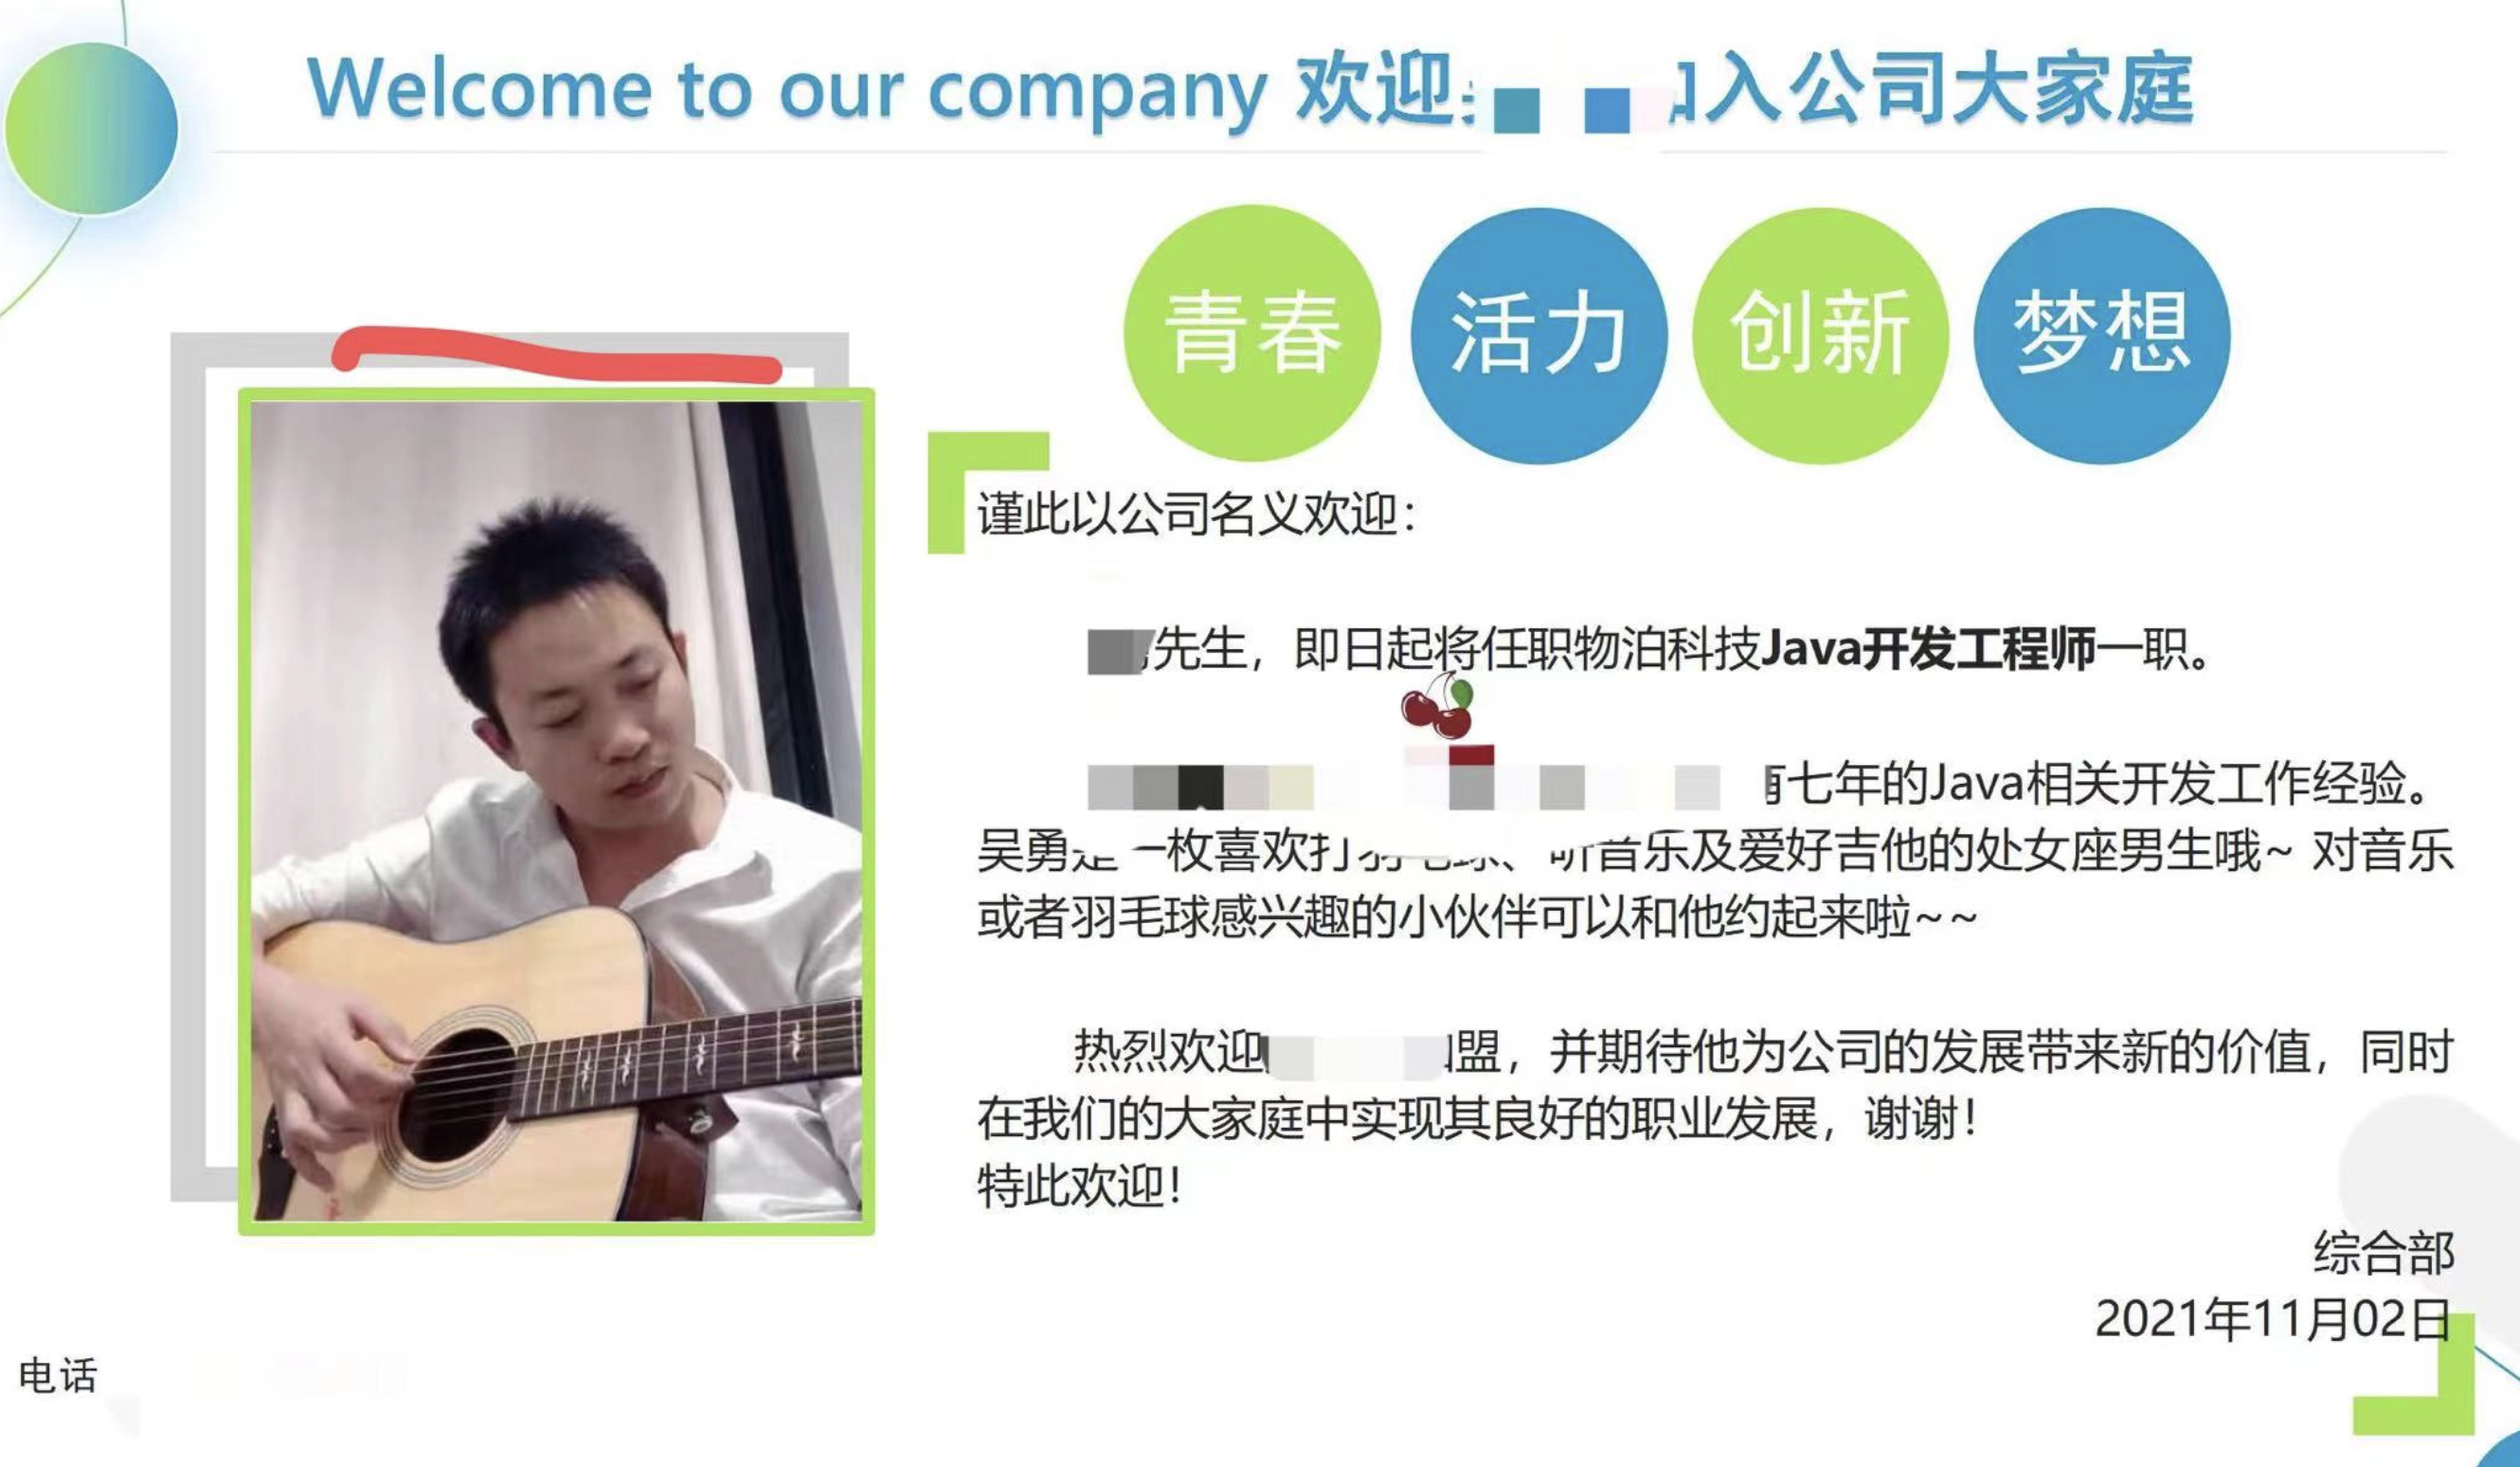 Welcome to our company 欢迎 入公司大家庭
青春 活力 创新 梦想
谨此以公司名义欢迎：
先生，即日起将任职物泊科技Java开发工程师一职。
七年的Java相关开发工作经验。
吴勇是一枚喜欢打羽毛球、听音乐及爱好吉他的处女座男生哦~ 对音乐
或者羽毛球感兴趣的小伙伴可以和他约起来啦~~
热烈欢迎 盟，并期待他为公司的发展带来新的价值，同时
在我们的大家庭中实现其良好的职业发展，谢谢！
特此欢迎！
综合部
2021年11月02日
电话